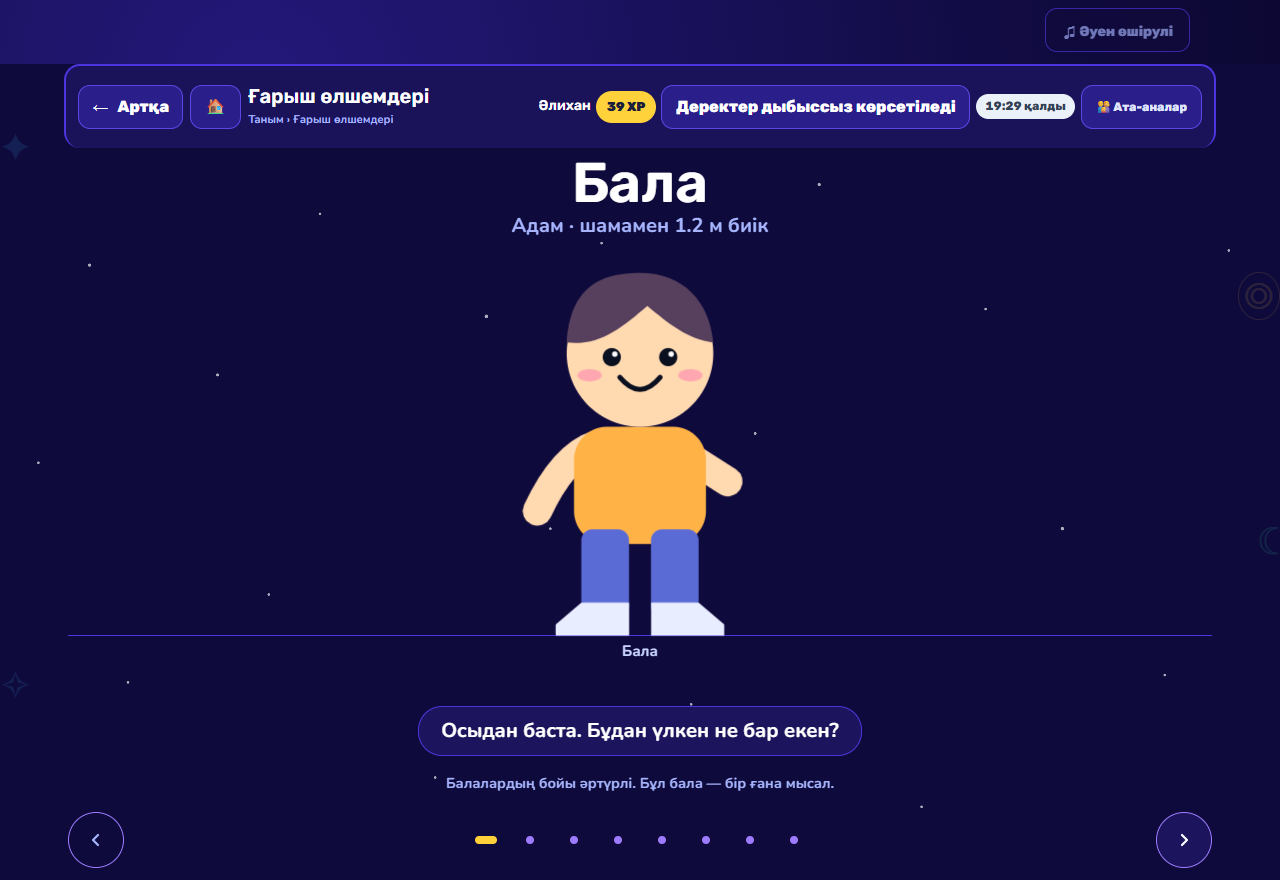 ♫ Әуен өшірулі
← Артқа
Ғарыш өлшемдері
Таным › Ғарыш өлшемдері
Әлихан
39 XP
Деректер дыбыссыз көрсетіледі
19:29 қалды
Ата-аналар
Бала
Адам · шамамен 1.2 м биік
Бала
Осыдан баста. Бұдан үлкен не бар екен?
Балалардың бойы әртүрлі. Бұл бала — бір ғана мысал.